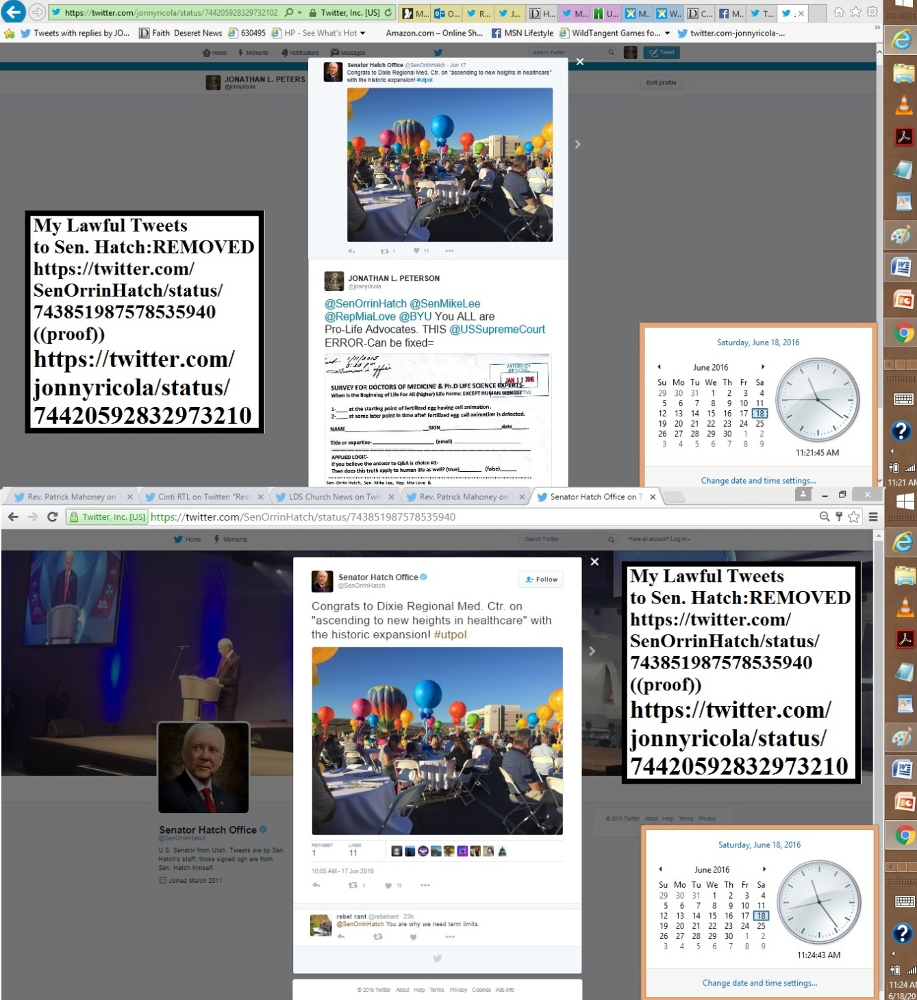 https://twitter.com/jonnyricola/status/744205928329732102
Twitter, Inc. [US]
M...
O...
R...
J...
H...
M...
U...
M..
W..
C...
M..
T...
Tweets with replies by JO...
Faith Deseret News
630495
HP - See What's Hot
Amazon.com – Online Sh...
MSN Lifestyle
WildTangent Games fo...
twitter.com-jonnyricola-...
Home
Moments
Notifications
Messages
Search Twitter
Tweet
JONATHAN L. PETERS...
@jonnyricola
Edit profile
Senator Hatch Office @SenOrrinHatch · Jun 17
Congrats to Dixie Regional Med. Ctr. on "ascending to new heights in healthcare"
with the historic expansion! #utpol
1
11
My Lawful Tweets
to Sen. Hatch:REMOVED
https://twitter.com/
SenOrrinHatch/status/
743851987578535940
((proof))
https://twitter.com/
jonnyricola/status/
74420592832973210
JONATHAN L. PETERSON
@jonnyricola
@SenOrrinHatch @SenMikeLee
@RepMiaLove @BYU You ALL are
Pro-Life Advocates. THIS @USSupremeCourt
ERROR-Can be fixed=
1/11/2015
3:35 pm
office
ATTORNEY
GENERAL
JAN 11 2016
SURVEY FOR DOCTORS OF MEDICINE & Ph.D LIFE SCIENCE EXPERTS-
When Is the Beginning of Life For All (higher) Life Forms: EXCEPT HUMAN BEINGS?
1-____ at the starting point of fertilized egg having cell animation.
2-____ at some later point in time after fertilized egg cell animation is detected.
NAME____SIGN____date____
Title or expertise-____ (email) ____
APPLIED LOGIC-
If you believe the answer to Q&A is choice #1-
Then does this truth apply to human life as well? (true)____ (false)____
Sen. Orrin Hatch, Sen. Mike Lee, Rep. Mia Love &
Saturday, June 18, 2016
June 2016
Su Mo Tu We Th Fr Sa
29 30 31 1 2 3 4
5 6 7 8 9 10 11
12 13 14 15 16 17 18
19 20 21 22 23 24 25
26 27 28 29 30 1 2
3 4 5 6 7 8 9
11:21:45 AM
Change date and time settings...
11:21 AM
Rev. Patrick Mahoney on T
Cinti RTL on Twitter: "Rest
LDS Church News on Twit
Rev. Patrick Mahoney on T
Senator Hatch Office on T
Twitter, Inc. [US]
https://twitter.com/SenOrrinHatch/status/743851987578535940
Home
Moments
Search Twitter
Have an account? Log in
Senator Hatch Office
@SenOrrinHatch
Follow
Congrats to Dixie Regional Med. Ctr. on
"ascending to new heights in healthcare" with
the historic expansion! #utpol
My Lawful Tweets
to Sen. Hatch:REMOVED
https://twitter.com/
SenOrrinHatch/status/
743851987578535940
((proof))
https://twitter.com/
jonnyricola/status/
74420592832973210
Senator Hatch Office
@SenOrrinHatch
U.S. Senator from Utah. Tweets are by Sen.
Hatch's staff; those signed ogh are from
Sen. Hatch himself.
Joined March 2011
RETWEET
1
LIKES
11
10:05 AM - 17 Jun 2016
1
11
rebel rant @rebelrant · 23h
@SenOrrinHatch You are why we need term limits.
© 2016 Twitter About Help Terms Privacy Cookies Ads info
© 2016 Twitter About Help Terms Privacy
Saturday, June 18, 2016
June 2016
Su Mo Tu We Th Fr Sa
29 30 31 1 2 3 4
5 6 7 8 9 10 11
12 13 14 15 16 17 18
19 20 21 22 23 24 25
26 27 28 29 30 1 2
3 4 5 6 7 8 9
11:24:43 AM
Change date and time settings...
11:24 AM
6/18/20